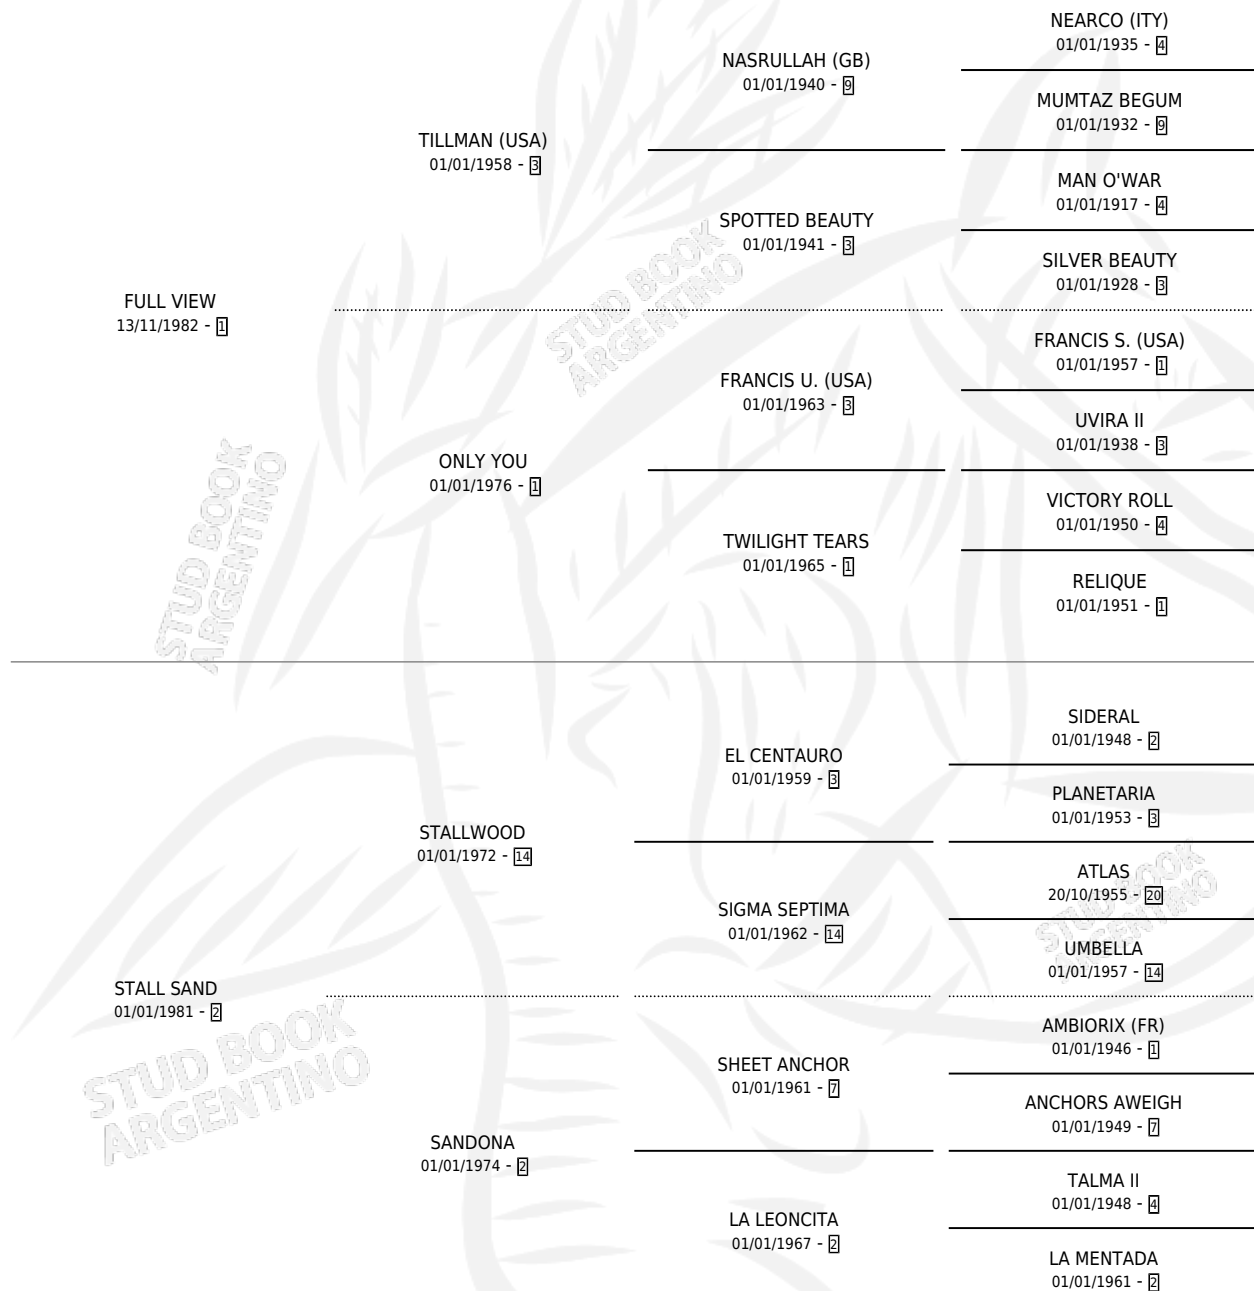 NEARCO (ITY)
01/01/1935 - 4
NASRULLAH (GB)
01/01/1940 - 9
MUMTAZ BEGUM
01/01/1932 - 9
TILLMAN (USA)
01/01/1958 - 3
MAN O'WAR
01/01/1917 - 4
SPOTTED BEAUTY
01/01/1941 - 3
SILVER BEAUTY
01/01/1928 - 3
FULL VIEW
13/11/1982 - 1
STUD BOOK
ARGENTINO
FRANCIS S. (USA)
01/01/1957 - 1
FRANCIS U. (USA)
01/01/1963 - 3
UVIRA II
01/01/1938 - 3
ONLY YOU
01/01/1976 - 1
VICTORY ROLL
01/01/1950 - 4
TWILIGHT TEARS
01/01/1965 - 1
RELIQUE
01/01/1951 - 1
STUD BOOK
ARGENTINO
SIDERAL
01/01/1948 - 2
EL CENTAURO
01/01/1959 - 3
PLANETARIA
01/01/1953 - 3
STALLWOOD
01/01/1972 - 14
ATLAS
20/10/1955 - 20
SIGMA SEPTIMA
01/01/1962 - 14
UMBELLA
01/01/1957 - 14
STUD BOOK
ARGENTINO
STALL SAND
01/01/1981 - 2
STUD BOOK
ARGENTINO
AMBIORIX (FR)
01/01/1946 - 1
SHEET ANCHOR
01/01/1961 - 7
ANCHORS AWEIGH
01/01/1949 - 7
SANDONA
01/01/1974 - 2
TALMA II
01/01/1948 - 4
LA LEONCITA
01/01/1967 - 2
LA MENTADA
01/01/1961 - 2